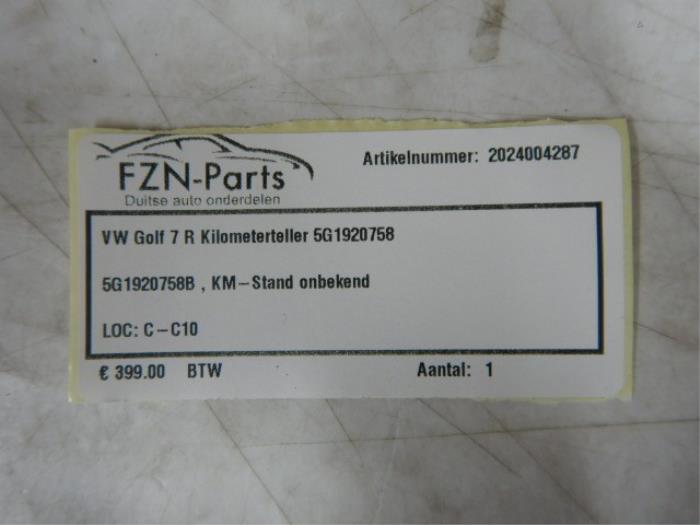 FZN-Parts
Duitse auto onderdelen
Artikelnummer: 2024004287
VW Golf 7 R Kilometerteller 5G1920758
5G1920758B , KM-Stand onbekend
LOC: C-C10
€ 399.00 BTW Aantal: 1